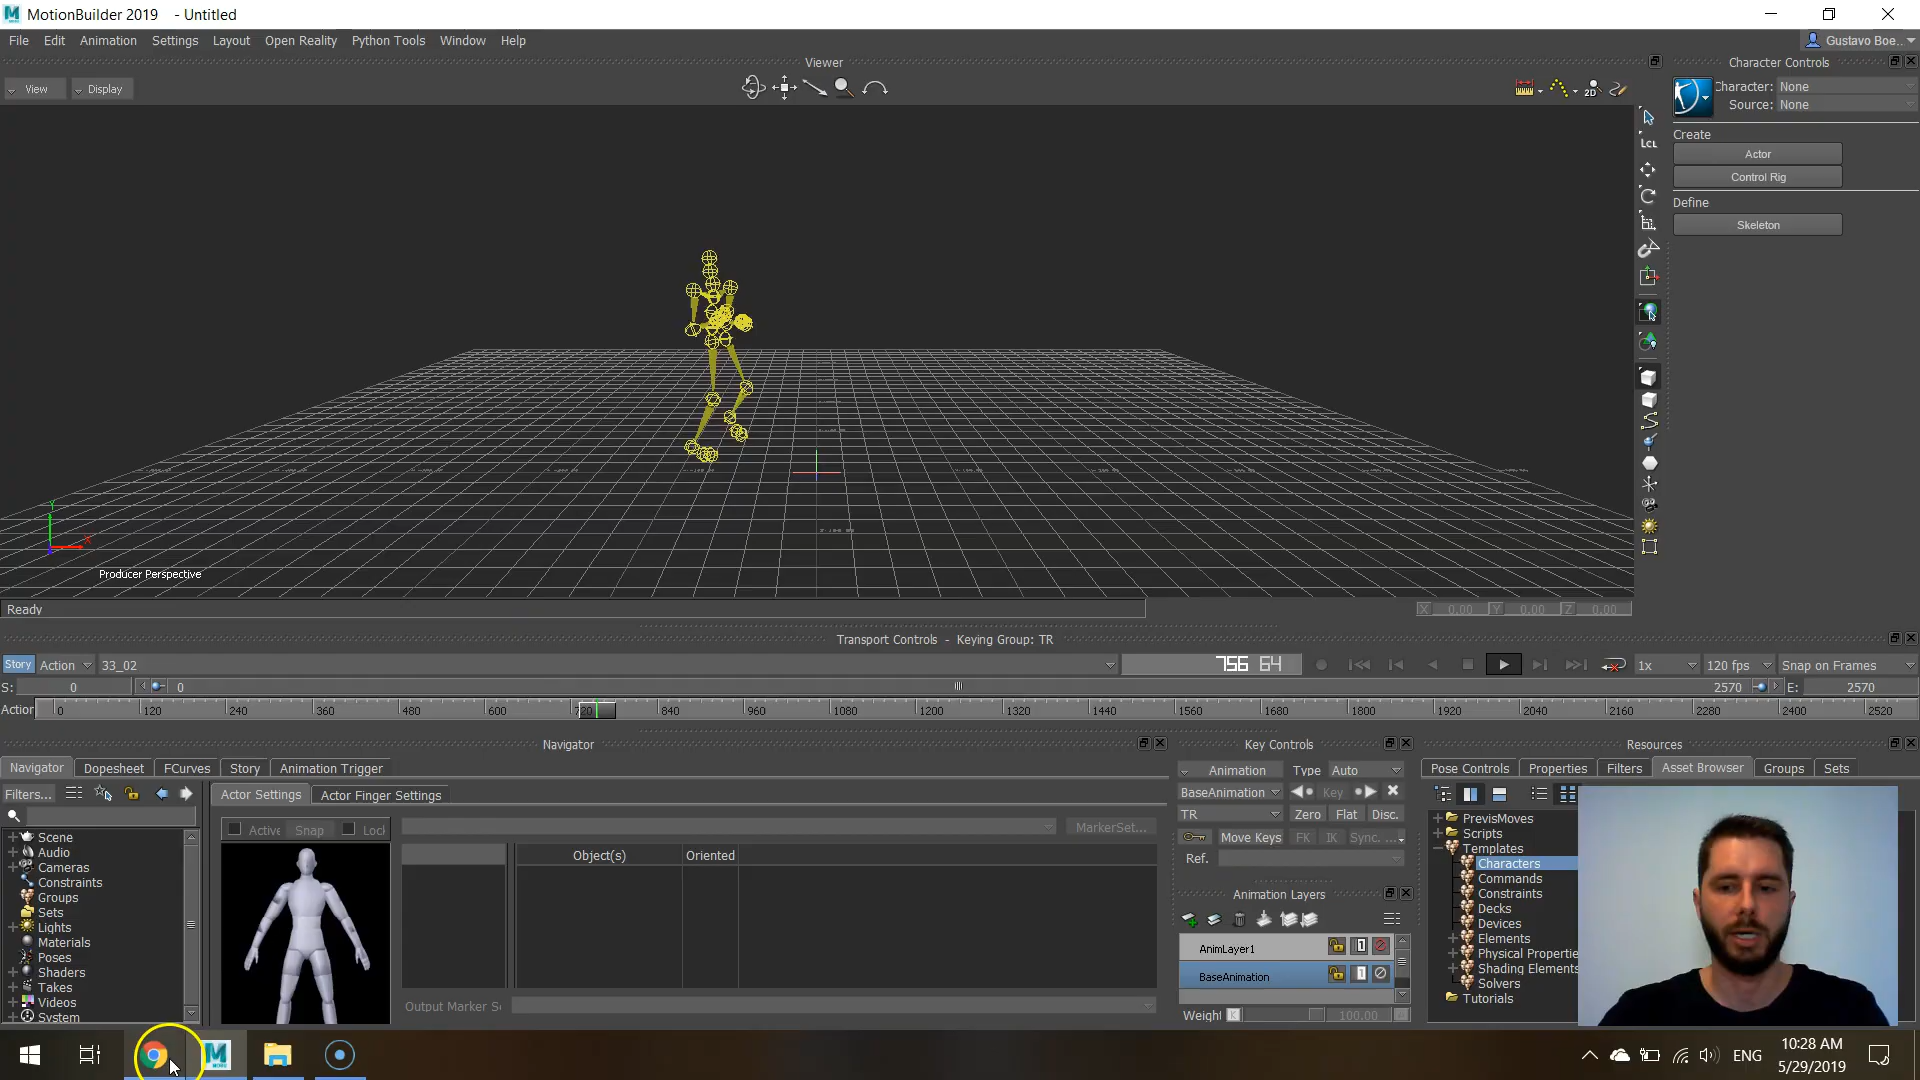 MotionBuilder 2019 - Untitled
File Edit Animation Settings Layout Open Reality Python Tools Window Help
Gustavo Boe...
Viewer
Character Controls
View Display
Character: None
Source: None
Create
LCL
Actor
Control Rig
Define
Skeleton
2D
Y
X
Producer Perspective
Ready
X 0.00 Y 0.00 Z 0.00
Transport Controls - Keying Group: TR
Story Action 33_02
756 64
1x 120 fps Snap on Frames
S: 0 0 2570 E: 2570
Action 0 120 240 360 480 600 720 840 960 1080 1200 1320 1440 1560 1680 1800 1920 2040 2160 2280 2400 2520
Navigator
Key Controls
Resources
Navigator Dopesheet FCurves Story Animation Trigger
Animation Type Auto
Pose Controls Properties Filters Asset Browser Groups Sets
Filters...
Actor Settings Actor Finger Settings
BaseAnimation Key
TR Zero Flat Disc.
Active Snap Lock
MarkerSet...
Move Keys FK IK Sync. ...
Ref.
Object(s) Oriented
Scene
Audio
Cameras
Constraints
Groups
Sets
Lights
Materials
Poses
Shaders
Takes
Videos
System
Output Marker Se
Animation Layers
AnimLayer1
BaseAnimation
Weight 100.00
PrevisMoves
Scripts
Templates
Characters
Commands
Constraints
Decks
Devices
Elements
Physical Propertie
Shading Elements
Solvers
Tutorials
ENG
10:28 AM
5/29/2019